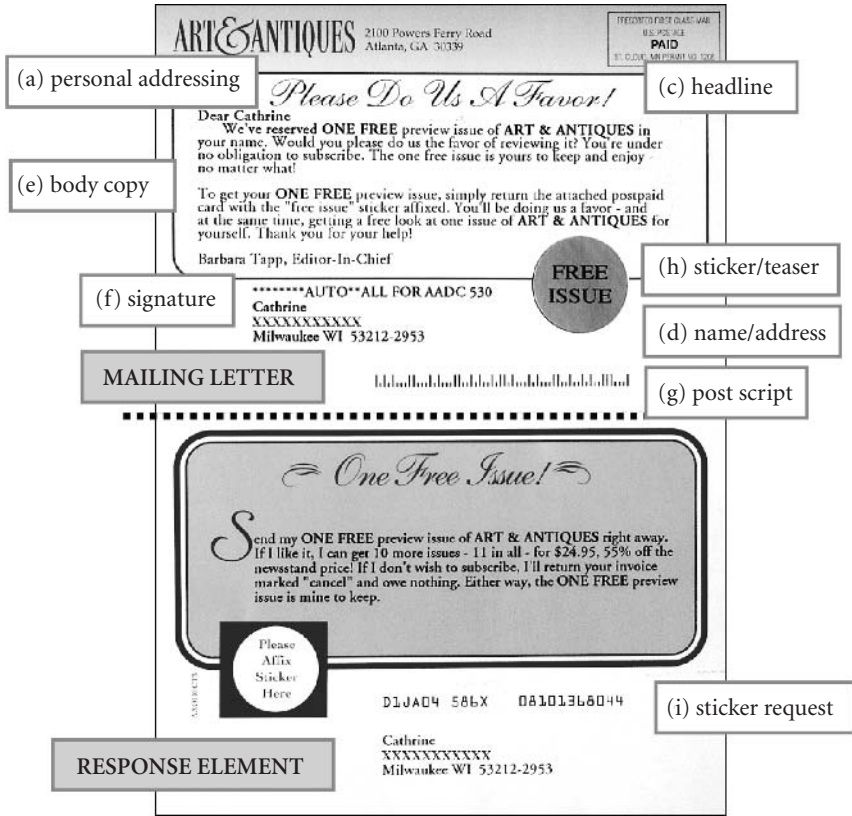 ART&ANTIQUES 2100 Powers Ferry Road
Atlanta, GA 30339
PRESORTED FIRST CLASS MAIL
U.S. POSTAGE
PAID
ST. CLOUD, MN PERMIT NO. 1206
(a) personal addressing
(c) headline
Please Do Us A Favor!
Dear Cathrine
We've reserved ONE FREE preview issue of ART & ANTIQUES in
your name. Would you please do us the favor of reviewing it? You're under
no obligation to subscribe. The one free issue is yours to keep and enjoy -
no matter what!
(e) body copy
To get your ONE FREE preview issue, simply return the attached postpaid
card with the "free issue" sticker affixed. You'll be doing us a favor - and
at the same time, getting a free look at one issue of ART & ANTIQUES for
yourself. Thank you for your help!
Barbara Tapp, Editor-In-Chief
FREE
ISSUE
(h) sticker/teaser
(f) signature
********AUTO**ALL FOR AADC 530
Cathrine
XXXXXXXXXXX
Milwaukee WI 53212-2953
(d) name/address
MAILING LETTER
(g) post script
One Free Issue!
Send my ONE FREE preview issue of ART & ANTIQUES right away.
If I like it, I can get 10 more issues - 11 in all - for $24.95, 55% off the
newsstand price! If I don't wish to subscribe, I'll return your invoice
marked "cancel" and owe nothing. Either way, the ONE FREE preview
issue is mine to keep.
Please
Affix
Sticker
Here
D1JA04 586X 08101368044
(i) sticker request
Cathrine
XXXXXXXXXXX
Milwaukee WI 53212-2953
RESPONSE ELEMENT